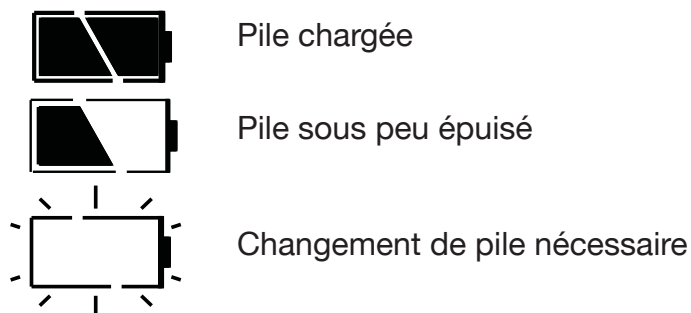 Pile chargée
Pile sous peu épuisé
Changement de pile nécessaire